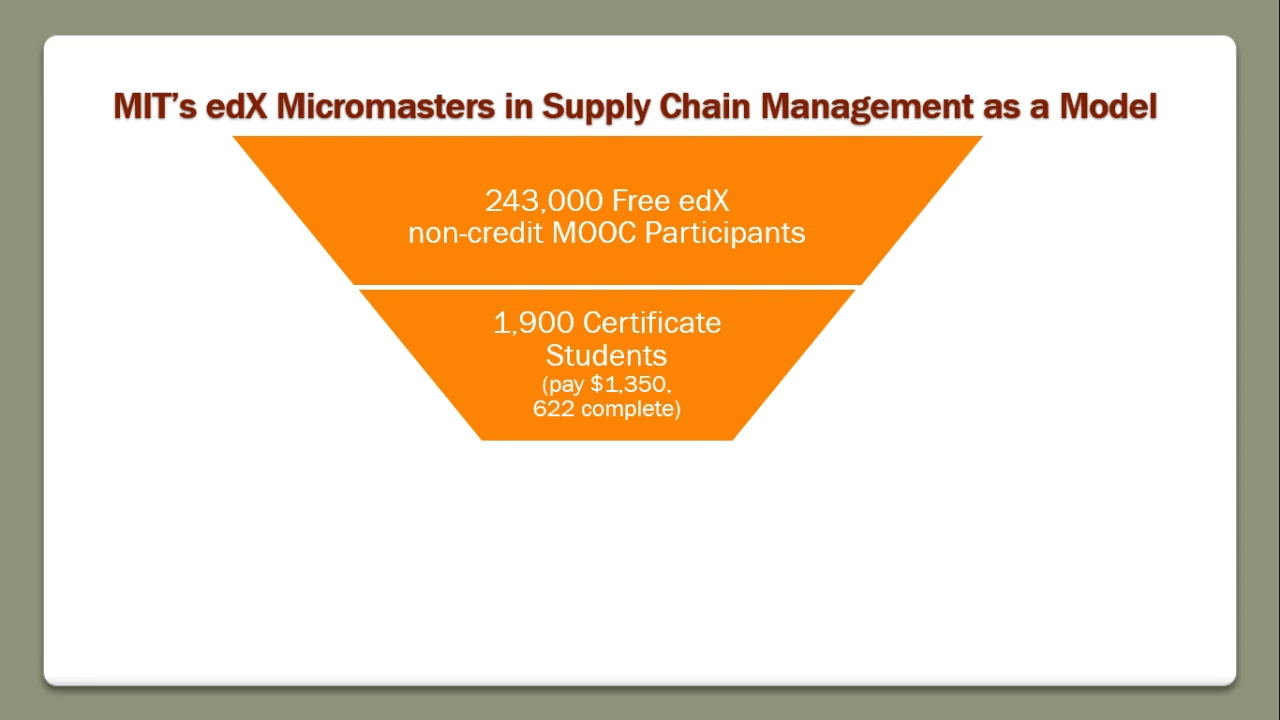 MIT’s edX Micromasters in Supply Chain Management as a Model
243,000 Free edX
non-credit MOOC Participants
1,900 Certificate
Students
(pay $1,350,
622 complete)